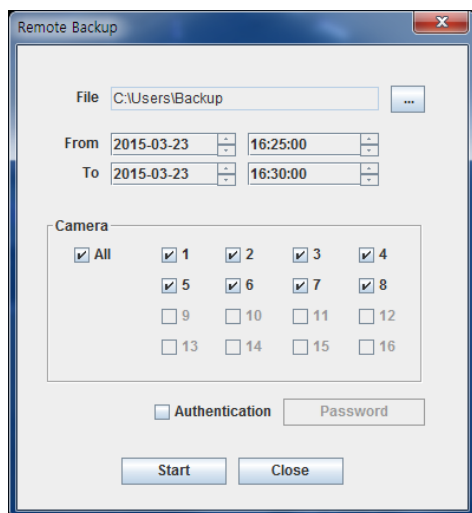 Remote Backup
File C:\Users\Backup ...
From 2015-03-23 16:25:00
To 2015-03-23 16:30:00
Camera
All 1 2 3 4
5 6 7 8
9 10 11 12
13 14 15 16
Authentication Password
Start Close